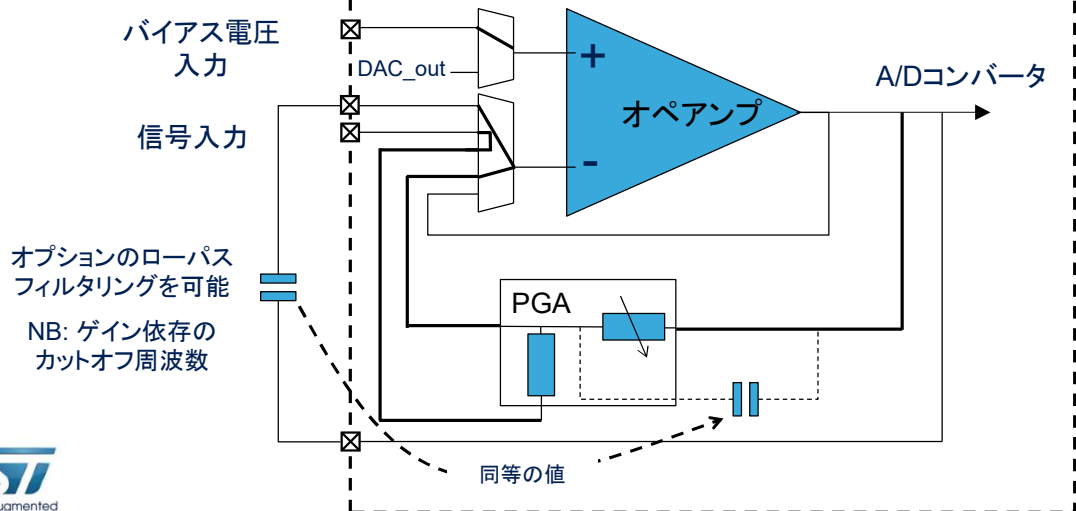 バイアス電圧
入力
DAC_out
+
オペアンプ
-
A/Dコンバータ
信号入力
オプションのローパス
フィルタリングを可能
NB: ゲイン依存の
カットオフ周波数
PGA
同等の値
ST
ugmented